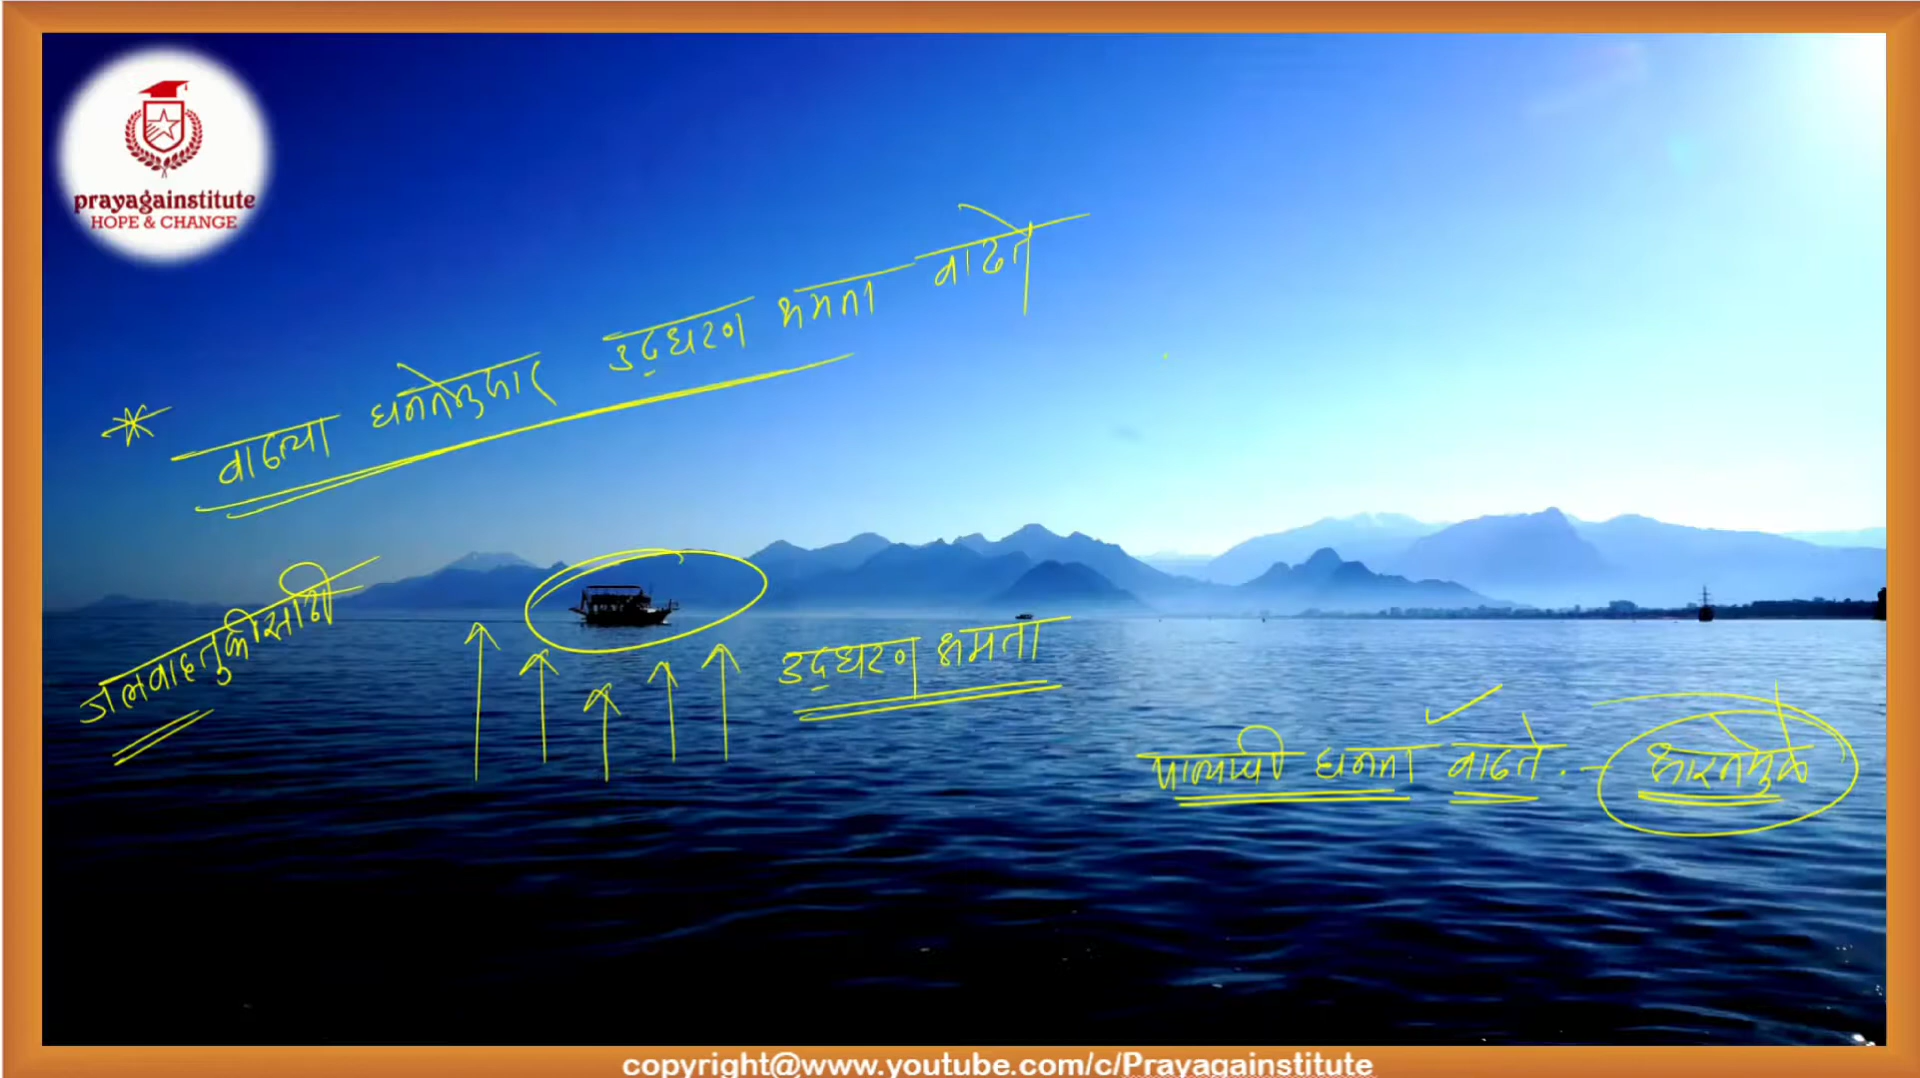 prayagainstitute
HOPE & CHANGE
* वाढत्या घनतेनुसार उद्धरण क्षमता वाढते
जलवाहतुकीसाठी
उद्धरण क्षमता
पाण्याची घनता वाढते. - क्षारतेमुळे
copyright@www.youtube.com/c/Prayagainstitute